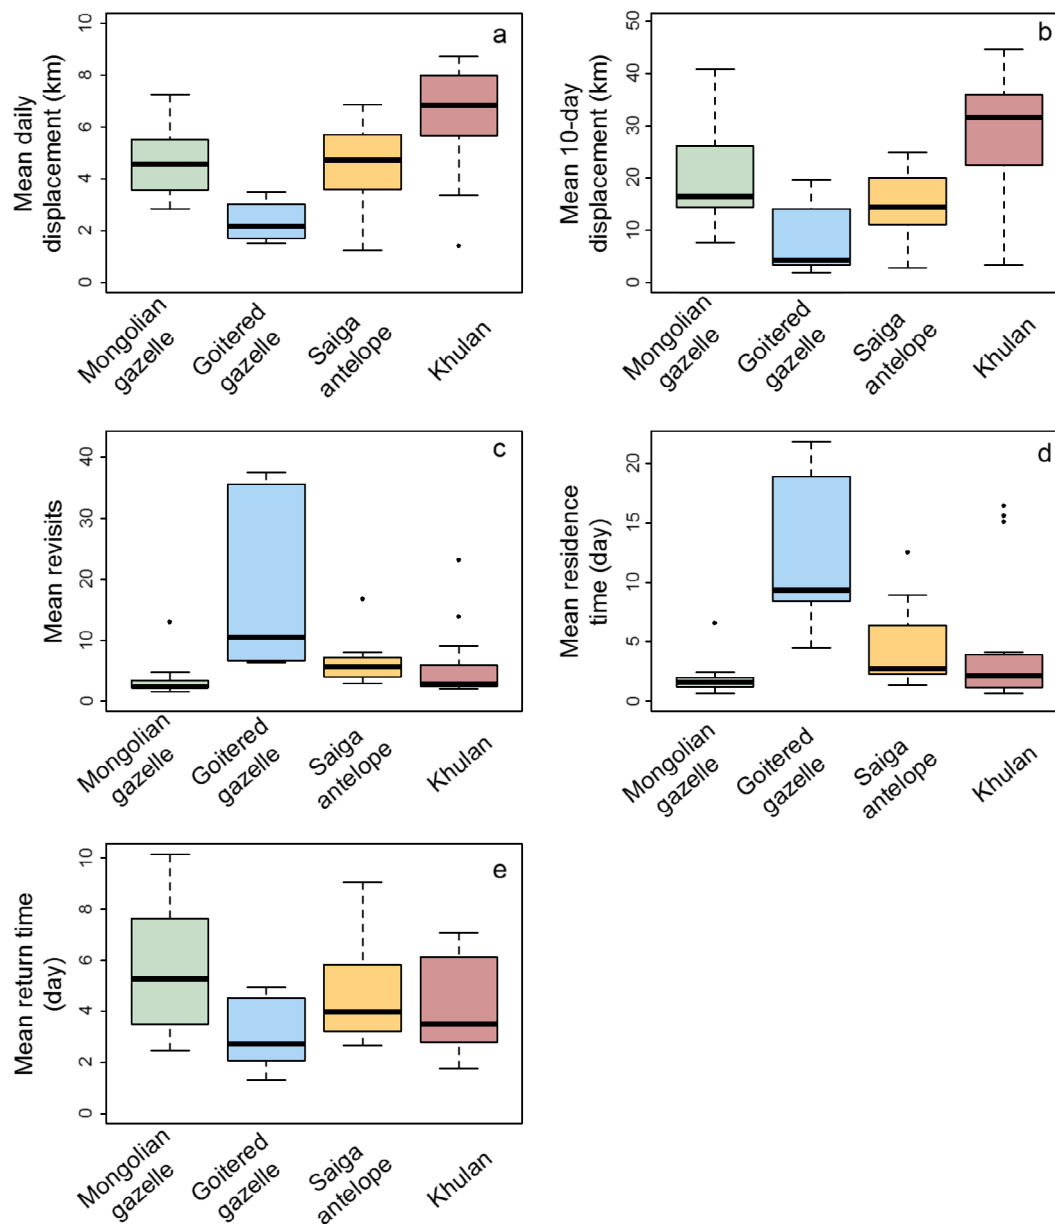 a
Mean daily
displacement (km)
10
8
6
4
2
0
Mongolian
gazelle
Goitered
gazelle
Saiga
antelope
Khulan
b
Mean 10-day
displacement (km)
50
40
30
20
10
0
Mongolian
gazelle
Goitered
gazelle
Saiga
antelope
Khulan
c
Mean revisits
40
30
20
10
0
Mongolian
gazelle
Goitered
gazelle
Saiga
antelope
Khulan
d
Mean residence
time (day)
20
15
10
5
0
Mongolian
gazelle
Goitered
gazelle
Saiga
antelope
Khulan
e
Mean return time
(day)
10
8
6
4
2
0
Mongolian
gazelle
Goitered
gazelle
Saiga
antelope
Khulan